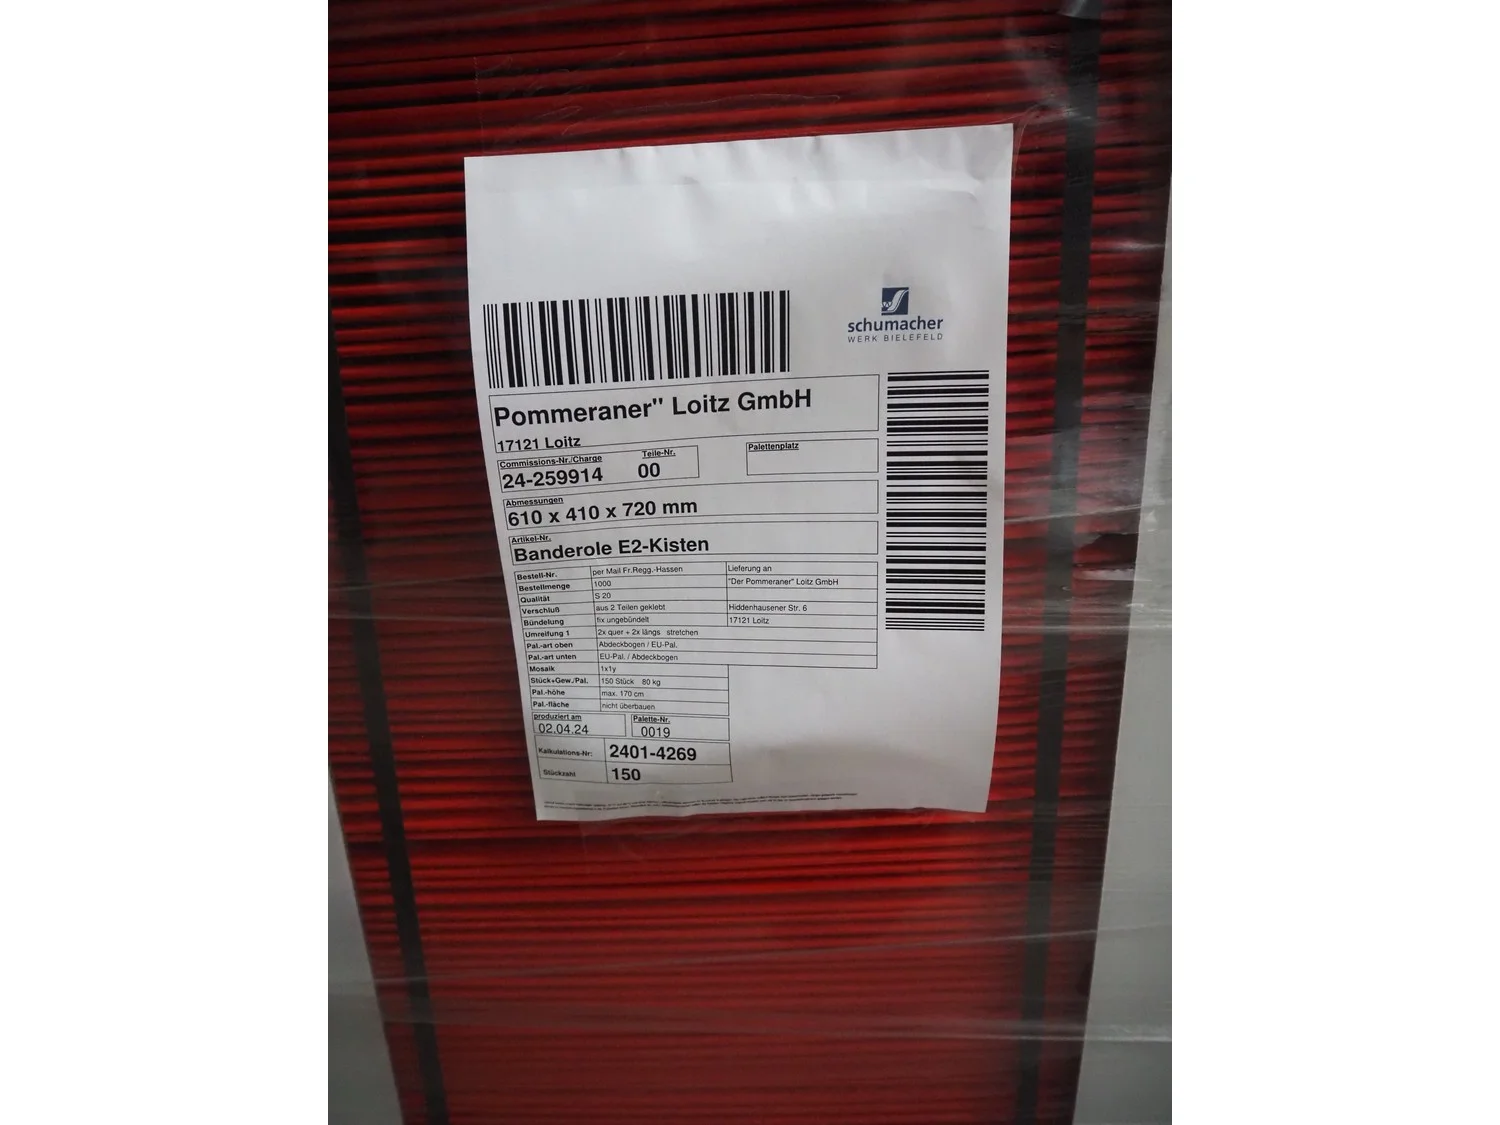 schumacher
WERK BIELEFELD
Pommeraner" Loitz GmbH
17121 Loitz
Commissions-Nr./Charge Teile-Nr. Palettenplatz
24-259914 00
Abmessungen
610 x 410 x 720 mm
Artikel-Nr.
Banderole E2-Kisten
Bestell-Nr. per Mail Fr.Regg.-Hassen Lieferung an
Bestellmenge 1000 "Der Pommeraner" Loitz GmbH
Qualität S 20
Verschluß aus 2 Teilen geklebt Hiddenhausener Str. 6
Bündelung fix ungebündelt 17121 Loitz
Umreifung 1 2x quer + 2x längs stretchen
Pal.-art oben Abdeckbogen / EU-Pal.
Pal.-art unten EU-Pal. / Abdeckbogen
Mosaik 1x1y
Stück+Gew./Pal. 150 Stück 80 kg
Pal.-höhe max. 170 cm
Pal.-fläche nicht überbauen
produziert am Palette-Nr.
02.04.24 0019
Kalkulations-Nr: 2401-4269
Stückzahl 150